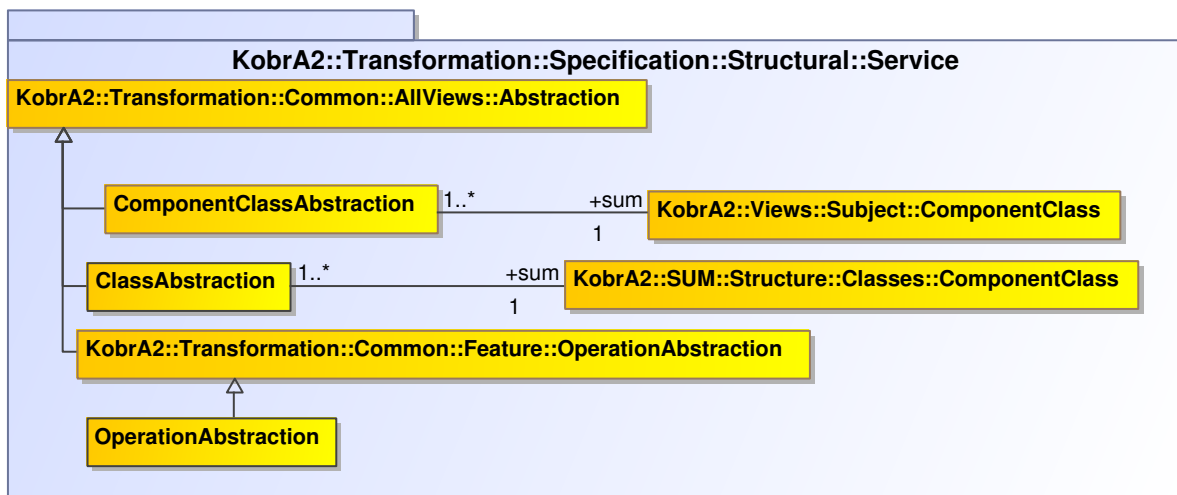 KobrA2::Transformation::Specification::Structural::Service
KobrA2::Transformation::Common::AllViews::Abstraction
ComponentClassAbstraction
1..*
+sum
1
KobrA2::Views::Subject::ComponentClass
ClassAbstraction
1..*
+sum
1
KobrA2::SUM::Structure::Classes::ComponentClass
KobrA2::Transformation::Common::Feature::OperationAbstraction
OperationAbstraction